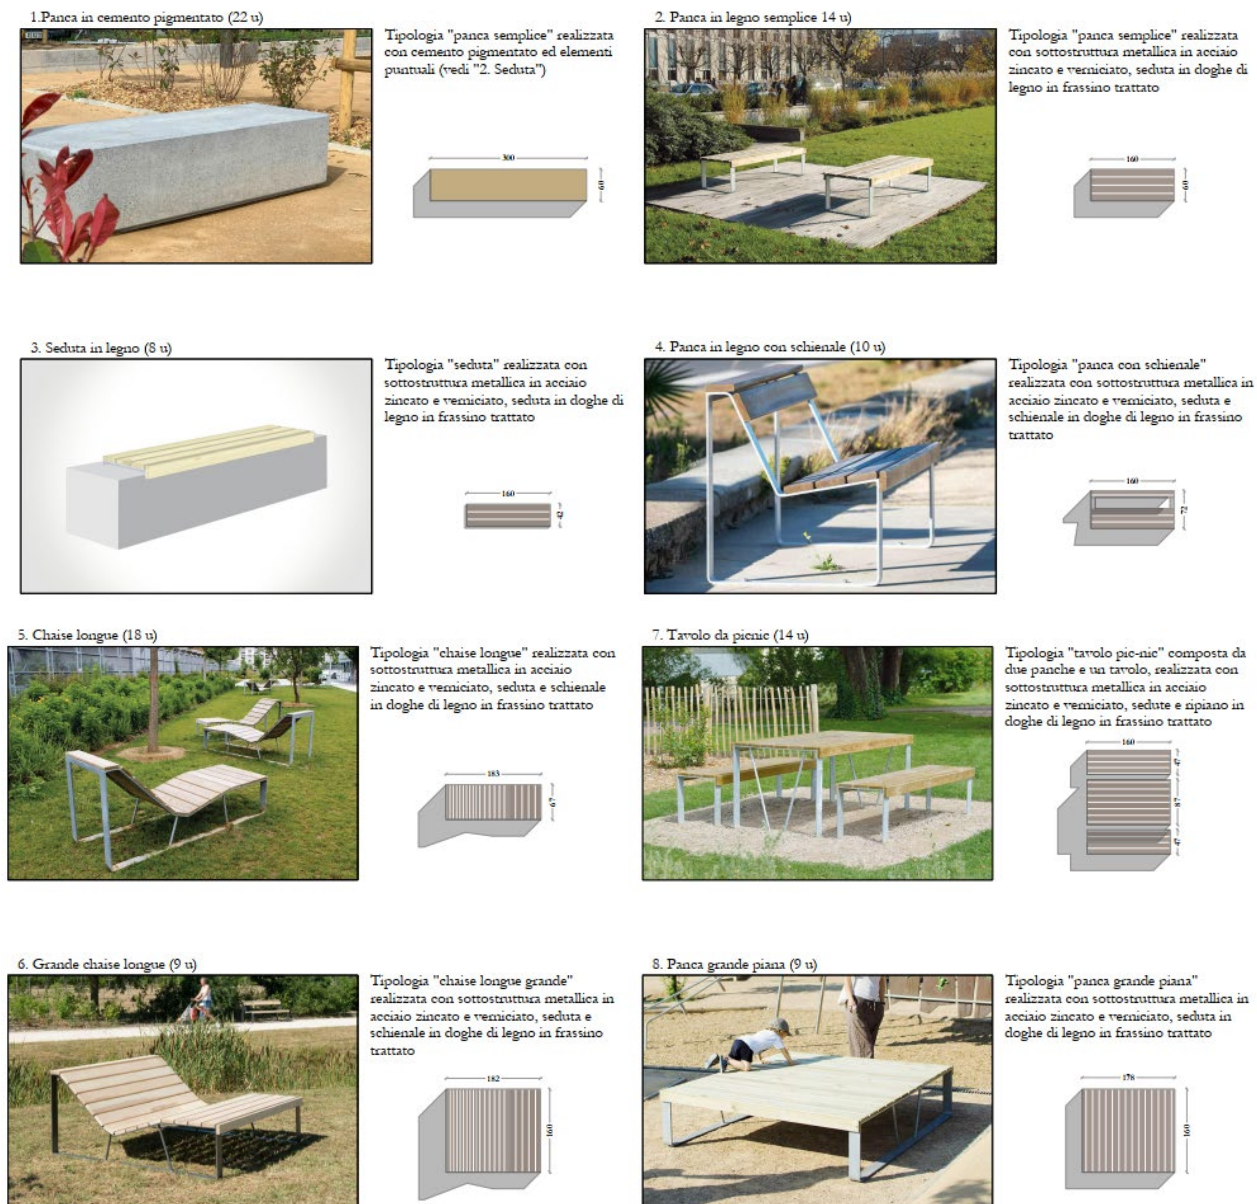 1.Panca in cemento pigmentato (22 u)
Tipologia "panca semplice" realizzata
con cemento pigmentato ed elementi
puntuali (vedi "2. Seduta")
300
60
2. Panca in legno semplice 14 u)
Tipologia "panca semplice" realizzata
con sottostruttura metallica in acciaio
zincato e verniciato, seduta in doghe di
legno in frassino trattato
160
60
3. Seduta in legno (8 u)
Tipologia "seduta" realizzata con
sottostruttura metallica in acciaio
zincato e verniciato, seduta in doghe di
legno in frassino trattato
160
42
4. Panca in legno con schienale (10 u)
Tipologia "panca con schienale"
realizzata con sottostruttura metallica in
acciaio zincato e verniciato, seduta e
schienale in doghe di legno in frassino
trattato
160
72
5. Chaise longue (18 u)
Tipologia "chaise longue" realizzata con
sottostruttura metallica in acciaio
zincato e verniciato, seduta e schienale
in doghe di legno in frassino trattato
183
67
7. Tavolo da picnic (14 u)
Tipologia "tavolo pic-nic" composta da
due panche e un tavolo, realizzata con
sottostruttura metallica in acciaio
zincato e verniciato, sedute e ripiano in
doghe di legno in frassino trattato
160
47
87
47
6. Grande chaise longue (9 u)
Tipologia "chaise longue grande"
realizzata con sottostruttura metallica in
acciaio zincato e verniciato, seduta e
schienale in doghe di legno in frassino
trattato
182
160
8. Panca grande piana (9 u)
Tipologia "panca grande piana"
realizzata con sottostruttura metallica in
acciaio zincato e verniciato, seduta in
doghe di legno in frassino trattato
178
160